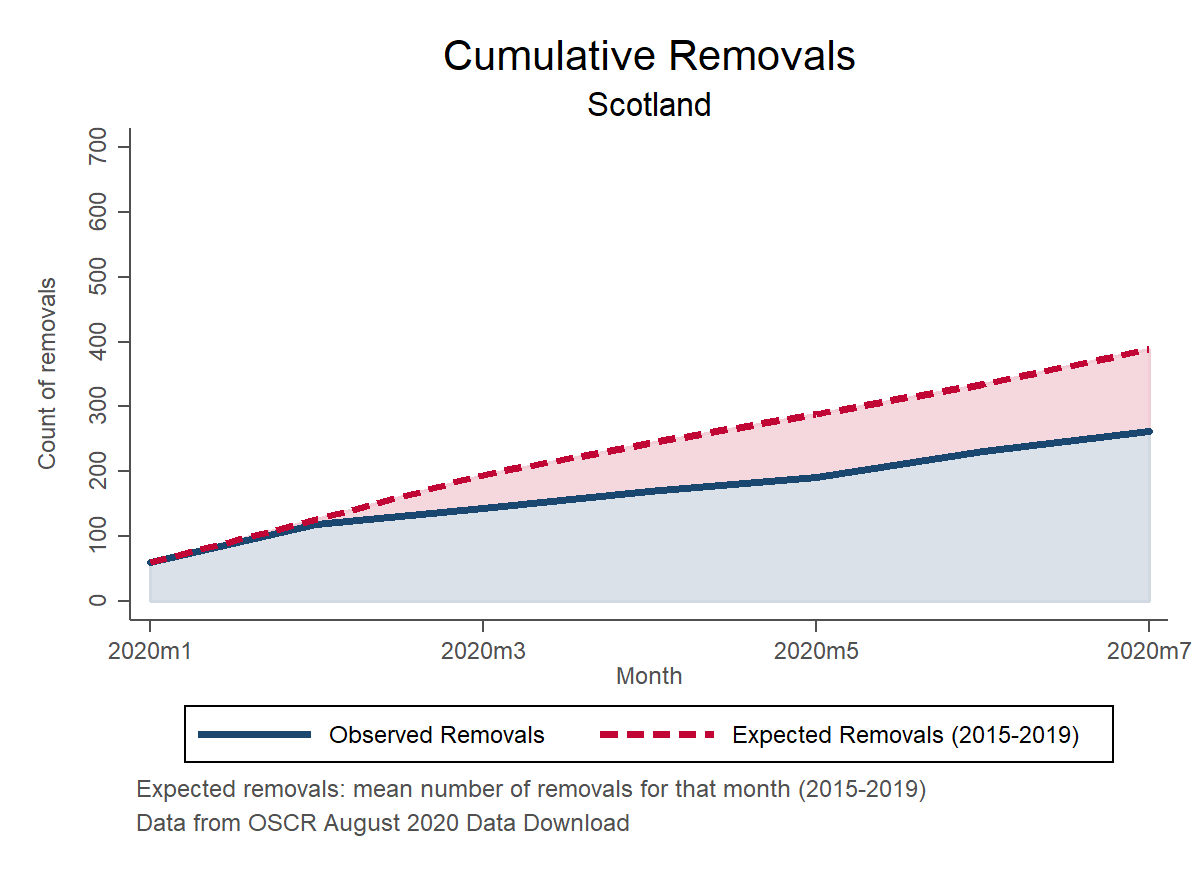 Cumulative Removals
Scotland
Count of removals
700
600
500
400
300
200
100
0
2020m1 2020m3 2020m5 2020m7
Month
Observed Removals Expected Removals (2015-2019)
Expected removals: mean number of removals for that month (2015-2019)
Data from OSCR August 2020 Data Download